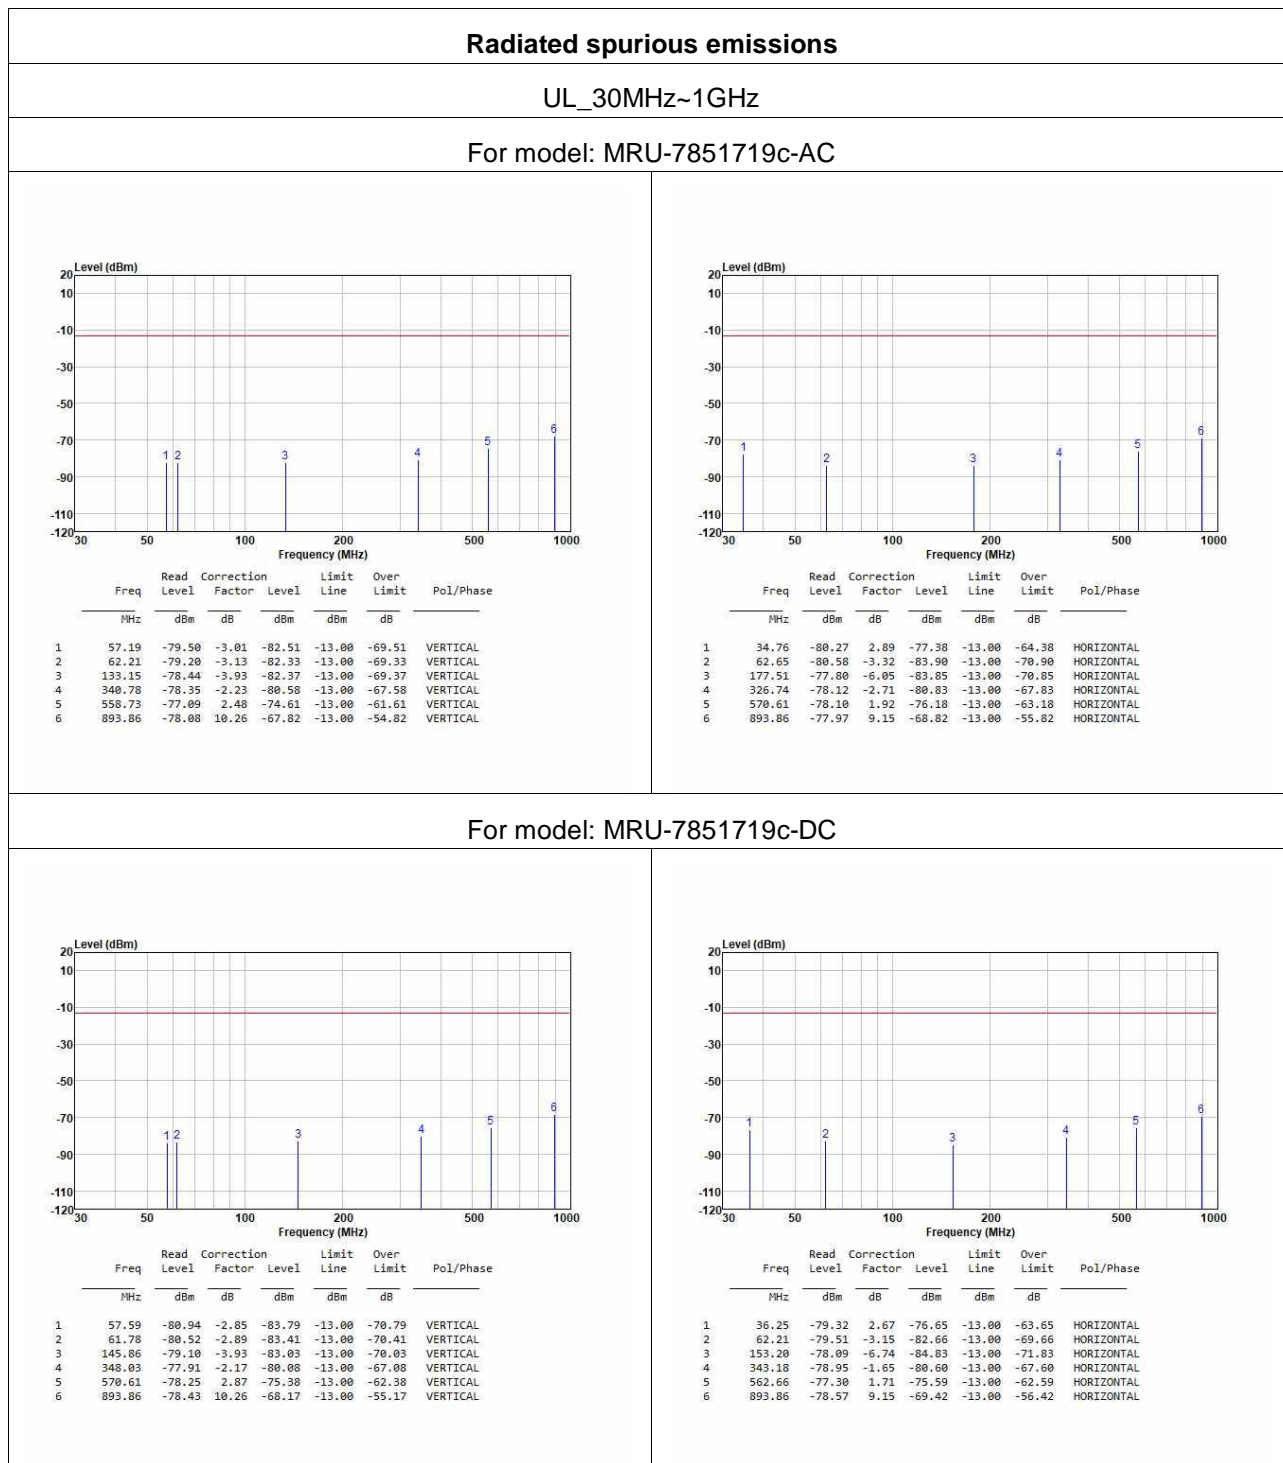 Radiated spurious emissions
UL_30MHz~1GHz
For model: MRU-7851719c-AC
Level (dBm)
20
10
-10
-30
-50
-70
-90
-110
-120
1 2 3 4 5 6
30 50 100 200 500 1000
Frequency (MHz)
Read Correction Limit Over
Freq Level Factor Level Line Limit Pol/Phase
MHz dBm dB dBm dBm dB
1 57.19 -79.50 -3.01 -82.51 -13.00 -69.51 VERTICAL
2 62.21 -79.20 -3.13 -82.33 -13.00 -69.33 VERTICAL
3 133.15 -78.44 -3.93 -82.37 -13.00 -69.37 VERTICAL
4 340.78 -78.35 -2.23 -80.58 -13.00 -67.58 VERTICAL
5 558.73 -77.09 2.48 -74.61 -13.00 -61.61 VERTICAL
6 893.86 -78.08 10.26 -67.82 -13.00 -54.82 VERTICAL
Level (dBm)
20
10
-10
-30
-50
-70
-90
-110
-120
1 2 3 4 5 6
30 50 100 200 500 1000
Frequency (MHz)
Read Correction Limit Over
Freq Level Factor Level Line Limit Pol/Phase
MHz dBm dB dBm dBm dB
1 34.76 -80.27 2.89 -77.38 -13.00 -64.38 HORIZONTAL
2 62.65 -80.58 -3.32 -83.90 -13.00 -70.90 HORIZONTAL
3 177.51 -77.80 -6.05 -83.85 -13.00 -70.85 HORIZONTAL
4 326.74 -78.12 -2.71 -80.83 -13.00 -67.83 HORIZONTAL
5 570.61 -78.10 1.92 -76.18 -13.00 -63.18 HORIZONTAL
6 893.86 -77.97 9.15 -68.82 -13.00 -55.82 HORIZONTAL
For model: MRU-7851719c-DC
Level (dBm)
20
10
-10
-30
-50
-70
-90
-110
-120
1 2 3 4 5 6
30 50 100 200 500 1000
Frequency (MHz)
Read Correction Limit Over
Freq Level Factor Level Line Limit Pol/Phase
MHz dBm dB dBm dBm dB
1 57.59 -80.94 -2.85 -83.79 -13.00 -70.79 VERTICAL
2 61.78 -80.52 -2.89 -83.41 -13.00 -70.41 VERTICAL
3 145.86 -79.10 -3.93 -83.03 -13.00 -70.03 VERTICAL
4 348.03 -77.91 -2.17 -80.08 -13.00 -67.08 VERTICAL
5 570.61 -78.25 2.87 -75.38 -13.00 -62.38 VERTICAL
6 893.86 -78.43 10.26 -68.17 -13.00 -55.17 VERTICAL
Level (dBm)
20
10
-10
-30
-50
-70
-90
-110
-120
1 2 3 4 5 6
30 50 100 200 500 1000
Frequency (MHz)
Read Correction Limit Over
Freq Level Factor Level Line Limit Pol/Phase
MHz dBm dB dBm dBm dB
1 36.25 -79.32 2.67 -76.65 -13.00 -63.65 HORIZONTAL
2 62.21 -79.51 -3.15 -82.66 -13.00 -69.66 HORIZONTAL
3 153.20 -78.09 -6.74 -84.83 -13.00 -71.83 HORIZONTAL
4 343.18 -78.95 -1.65 -80.60 -13.00 -67.60 HORIZONTAL
5 562.66 -77.30 1.71 -75.59 -13.00 -62.59 HORIZONTAL
6 893.86 -78.57 9.15 -69.42 -13.00 -56.42 HORIZONTAL